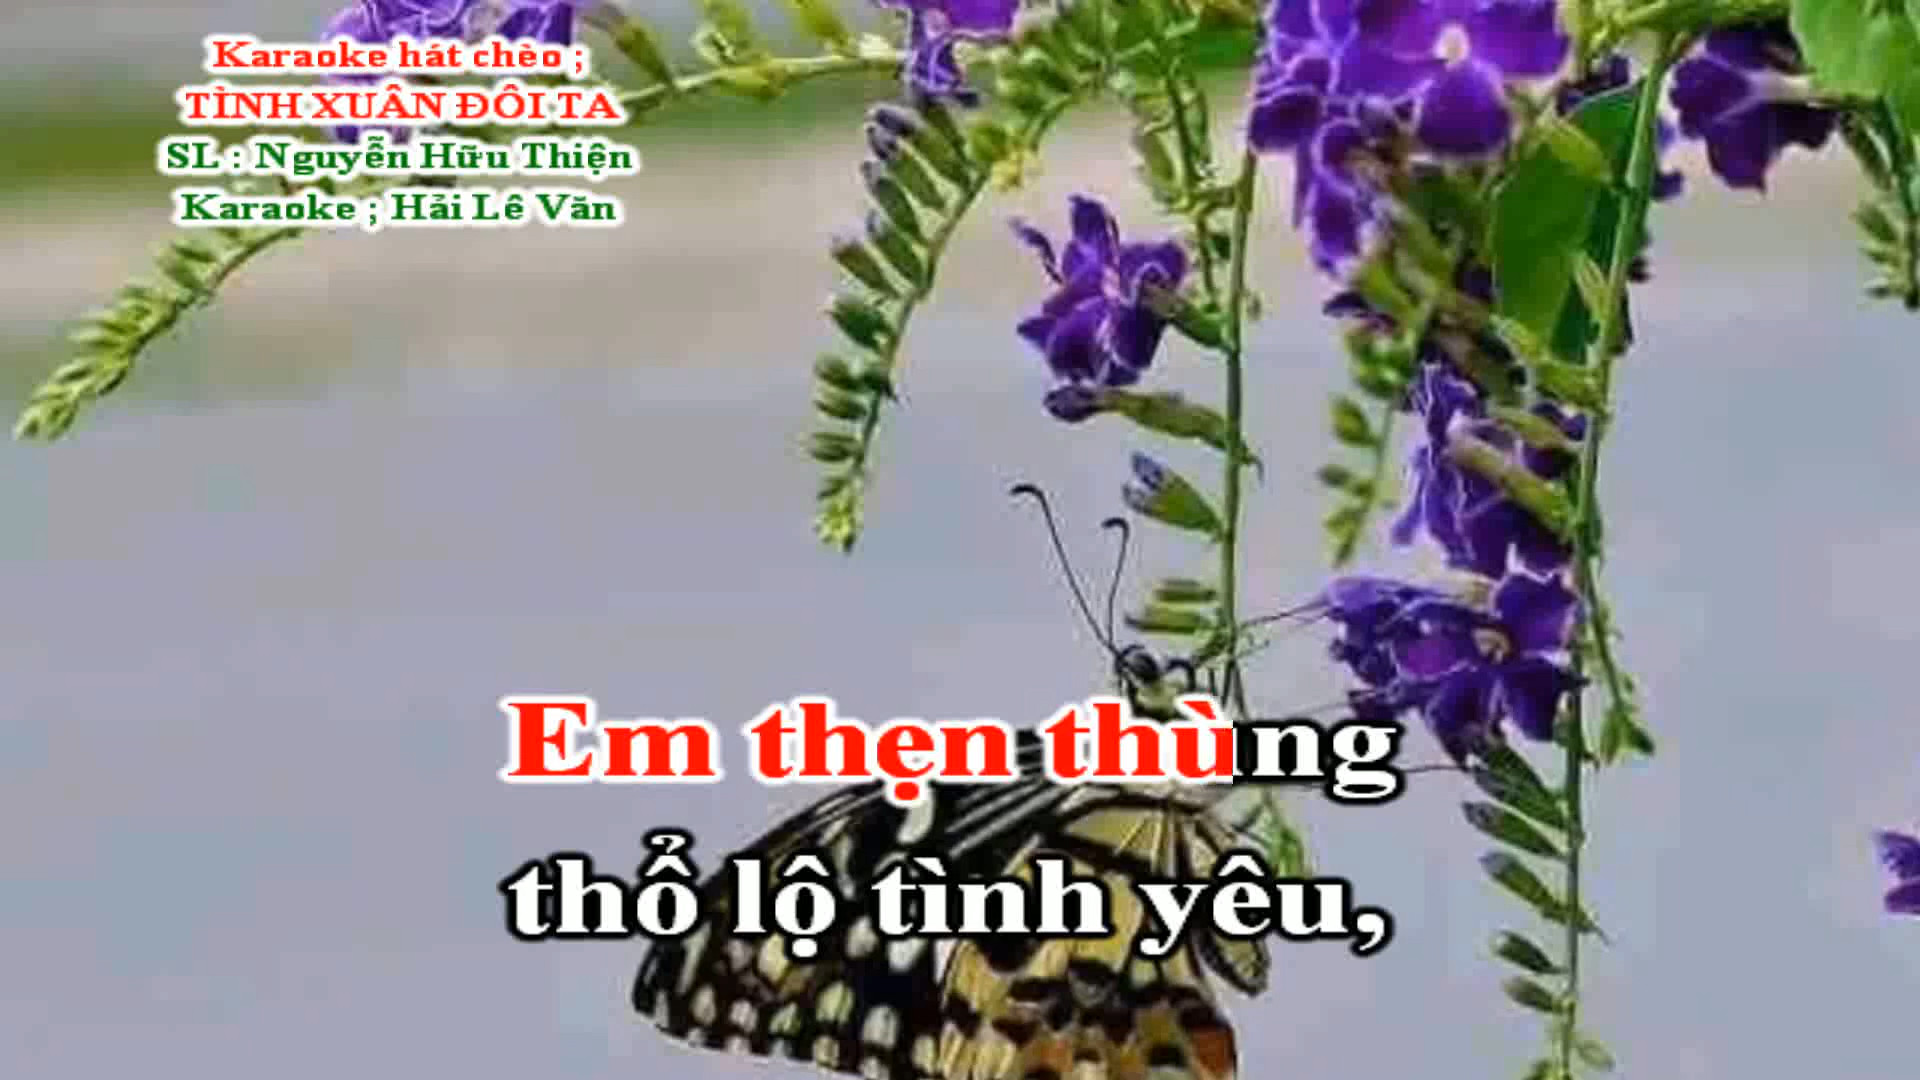 Karaoke hát chèo ;
TÌNH XUÂN ĐÔI TA
SL : Nguyễn Hữu Thiện
Karaoke ; Hải Lê Văn
Em thẹn thùng
thổ lộ tình yêu,